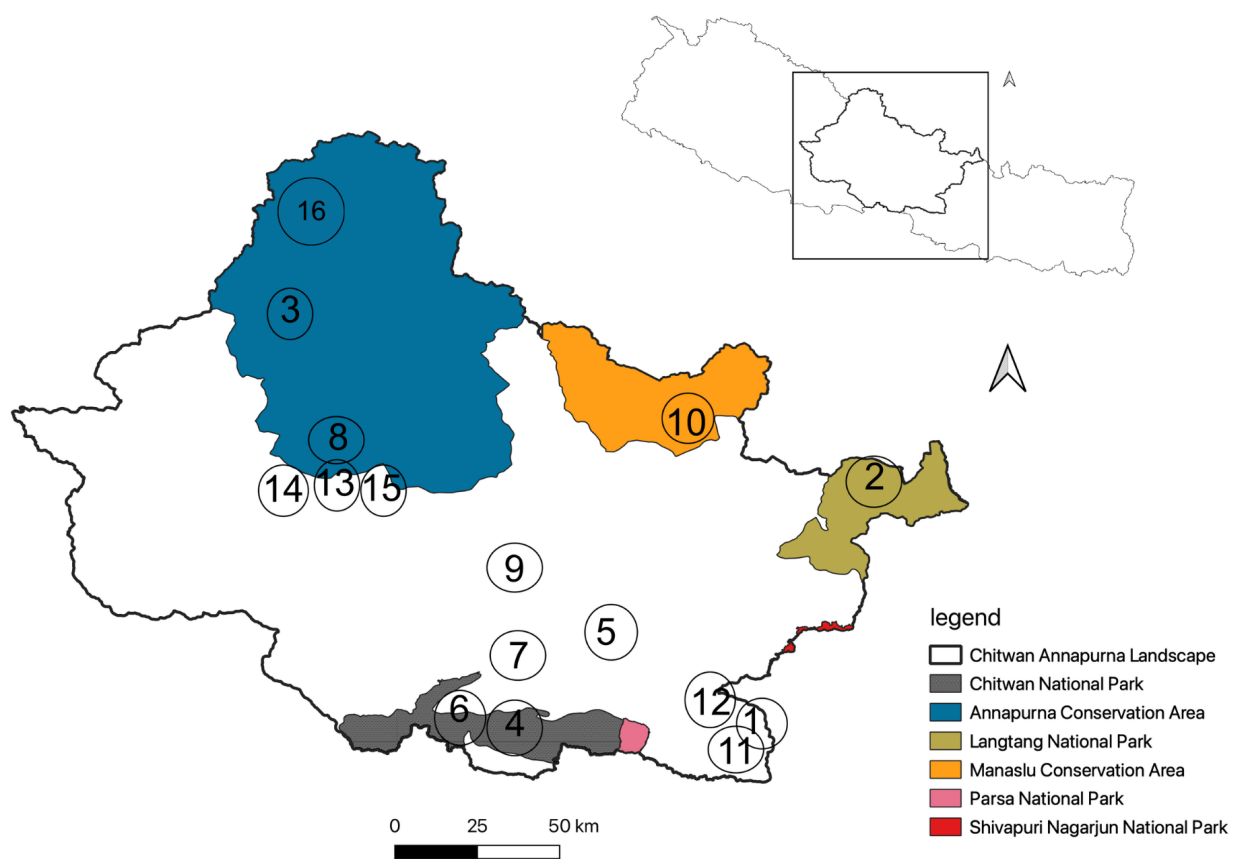 16
3
8
10
14
13
15
2
9
5
7
6
4
12
1
11
legend
Chitwan Annapurna Landscape
Chitwan National Park
Annapurna Conservation Area
Langtang National Park
Manaslu Conservation Area
Parsa National Park
Shivapuri Nagarjun National Park
0 25 50 km